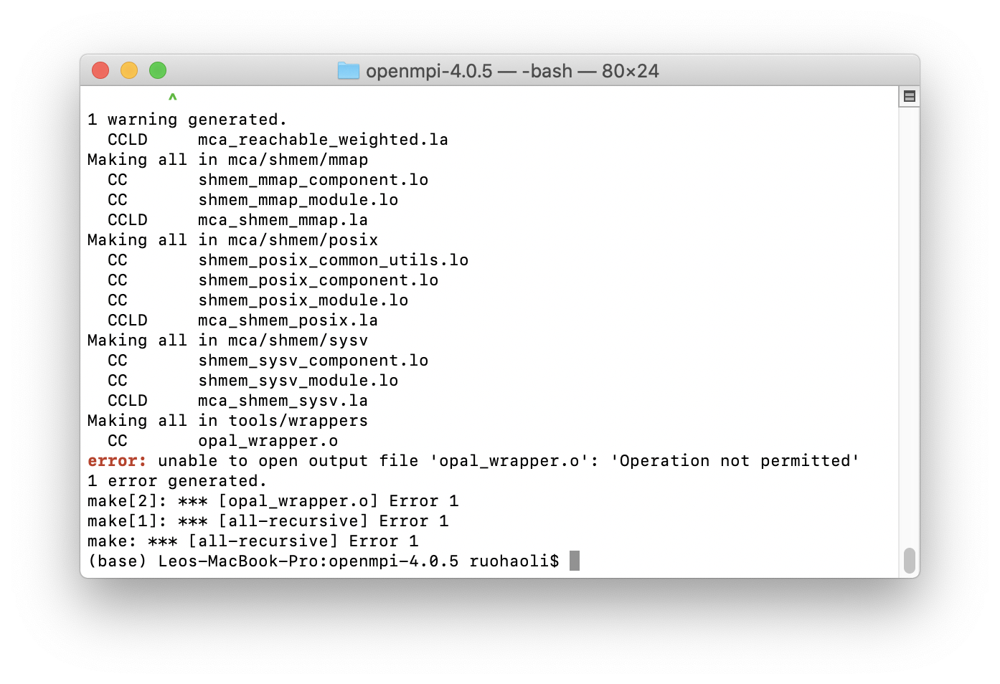 openmpi-4.0.5 — -bash — 80×24
^
1 warning generated.
  CCLD     mca_reachable_weighted.la
Making all in mca/shmem/mmap
  CC       shmem_mmap_component.lo
  CC       shmem_mmap_module.lo
  CCLD     mca_shmem_mmap.la
Making all in mca/shmem/posix
  CC       shmem_posix_common_utils.lo
  CC       shmem_posix_component.lo
  CC       shmem_posix_module.lo
  CCLD     mca_shmem_posix.la
Making all in mca/shmem/sysv
  CC       shmem_sysv_component.lo
  CC       shmem_sysv_module.lo
  CCLD     mca_shmem_sysv.la
Making all in tools/wrappers
  CC       opal_wrapper.o
error: unable to open output file 'opal_wrapper.o': 'Operation not permitted'
1 error generated.
make[2]: *** [opal_wrapper.o] Error 1
make[1]: *** [all-recursive] Error 1
make: *** [all-recursive] Error 1
(base) Leos-MacBook-Pro:openmpi-4.0.5 ruohaoli$